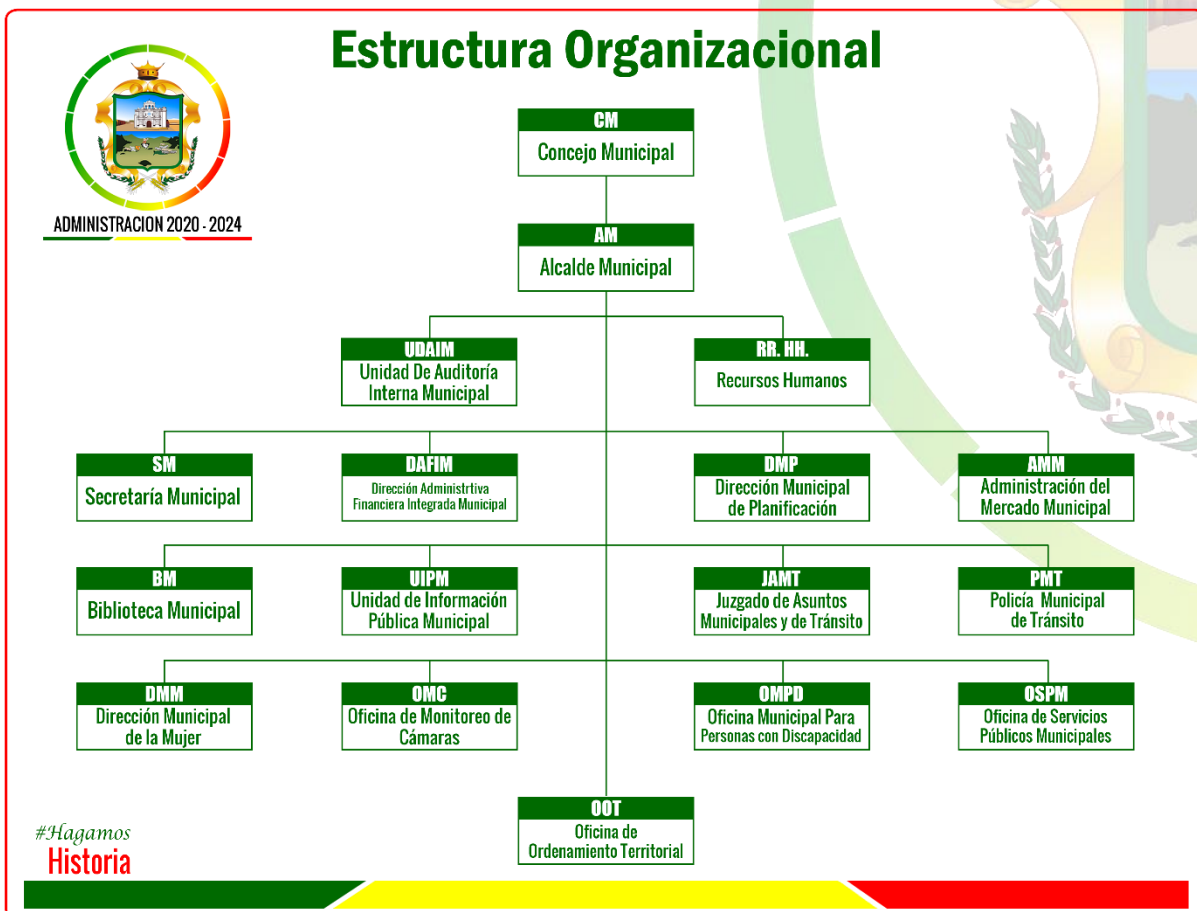 Estructura Organizacional
ADMINISTRACION 2020 - 2024
CM
Concejo Municipal
AM
Alcalde Municipal
UDAIM
Unidad De Auditoría
Interna Municipal
RR. HH.
Recursos Humanos
SM
Secretaría Municipal
DAFIM
Dirección Administrtiva
Financiera Integrada Municipal
DMP
Dirección Municipal
de Planificación
AMM
Administración del
Mercado Municipal
BM
Biblioteca Municipal
UIPM
Unidad de Información
Pública Municipal
JAMT
Juzgado de Asuntos
Municipales y de Tránsito
PMT
Policía Municipal
de Tránsito
DMM
Dirección Municipal
de la Mujer
OMC
Oficina de Monitoreo de
Cámaras
OMPD
Oficina Municipal Para
Personas con Discapacidad
OSPM
Oficina de Servicios
Públicos Municipales
OOT
Oficina de
Ordenamiento Territorial
#Hagamos
Historia